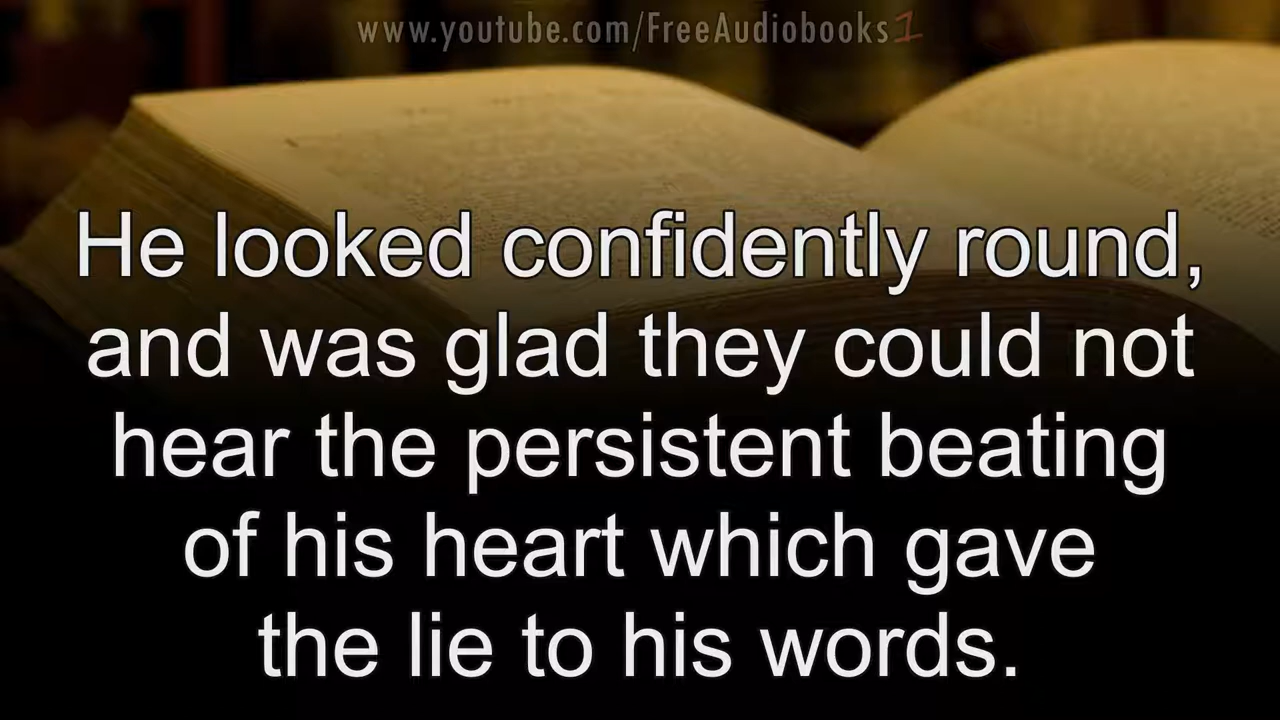 www.youtube.com/FreeAudiobooks1
He looked confidently round,
and was glad they could not
hear the persistent beating
of his heart which gave
the lie to his words.